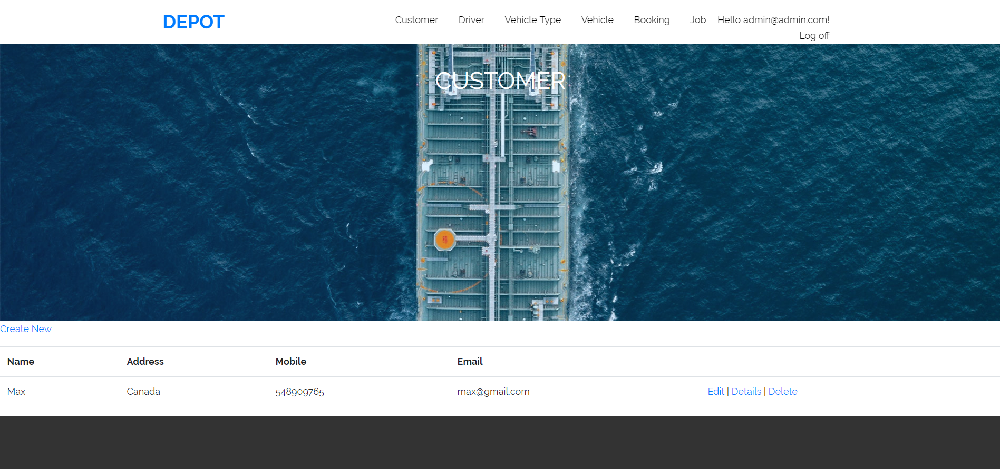 DEPOT
Customer Driver Vehicle Type Vehicle Booking Job Hello admin@admin.com!
Log off
CUSTOMER
Create New
Name Address Mobile Email
Max Canada 548909765 max@gmail.com Edit | Details | Delete